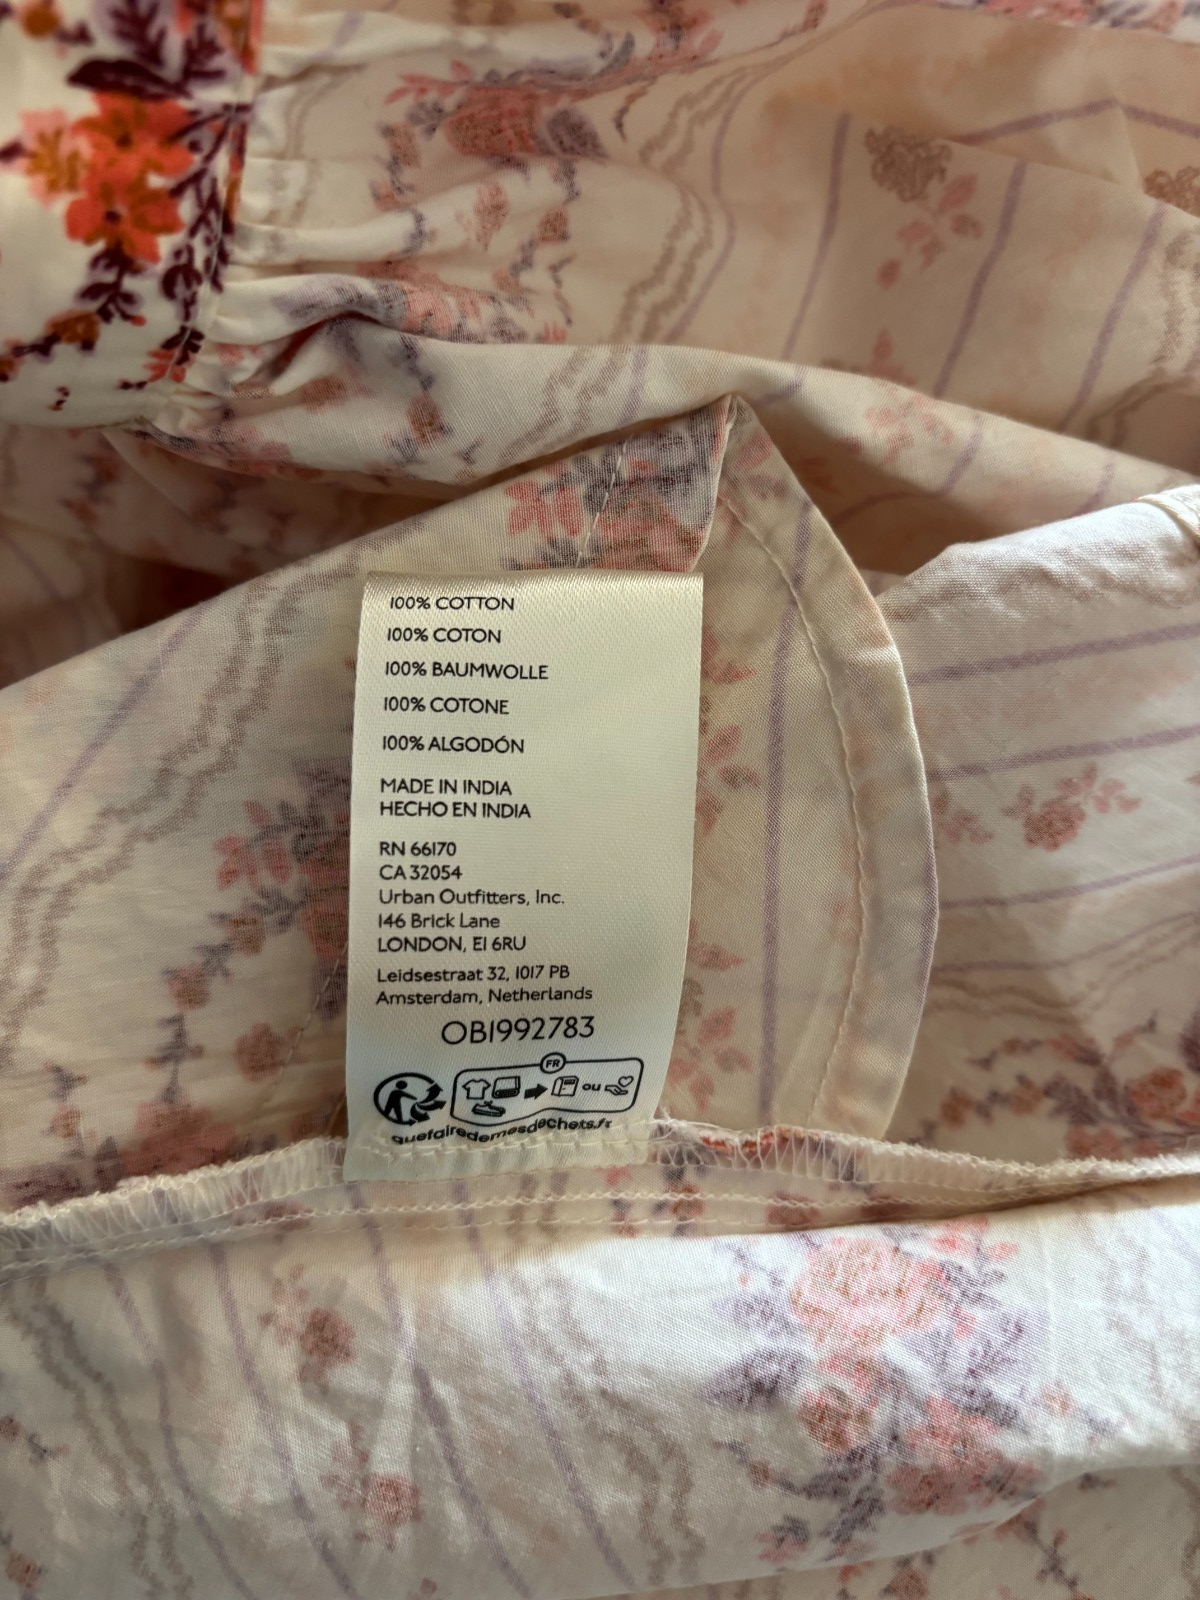 100% COTTON
100% COTON
100% BAUMWOLLE
100% COTONE
100% ALGODÓN
MADE IN INDIA
HECHO EN INDIA
RN 66170
CA 32054
Urban Outfitters, Inc.
146 Brick Lane
LONDON, E1 6RU
Leidsestraat 32, 1017 PB
Amsterdam, Netherlands
OB1992783
FR
ou
quefairedemesdechets.fr